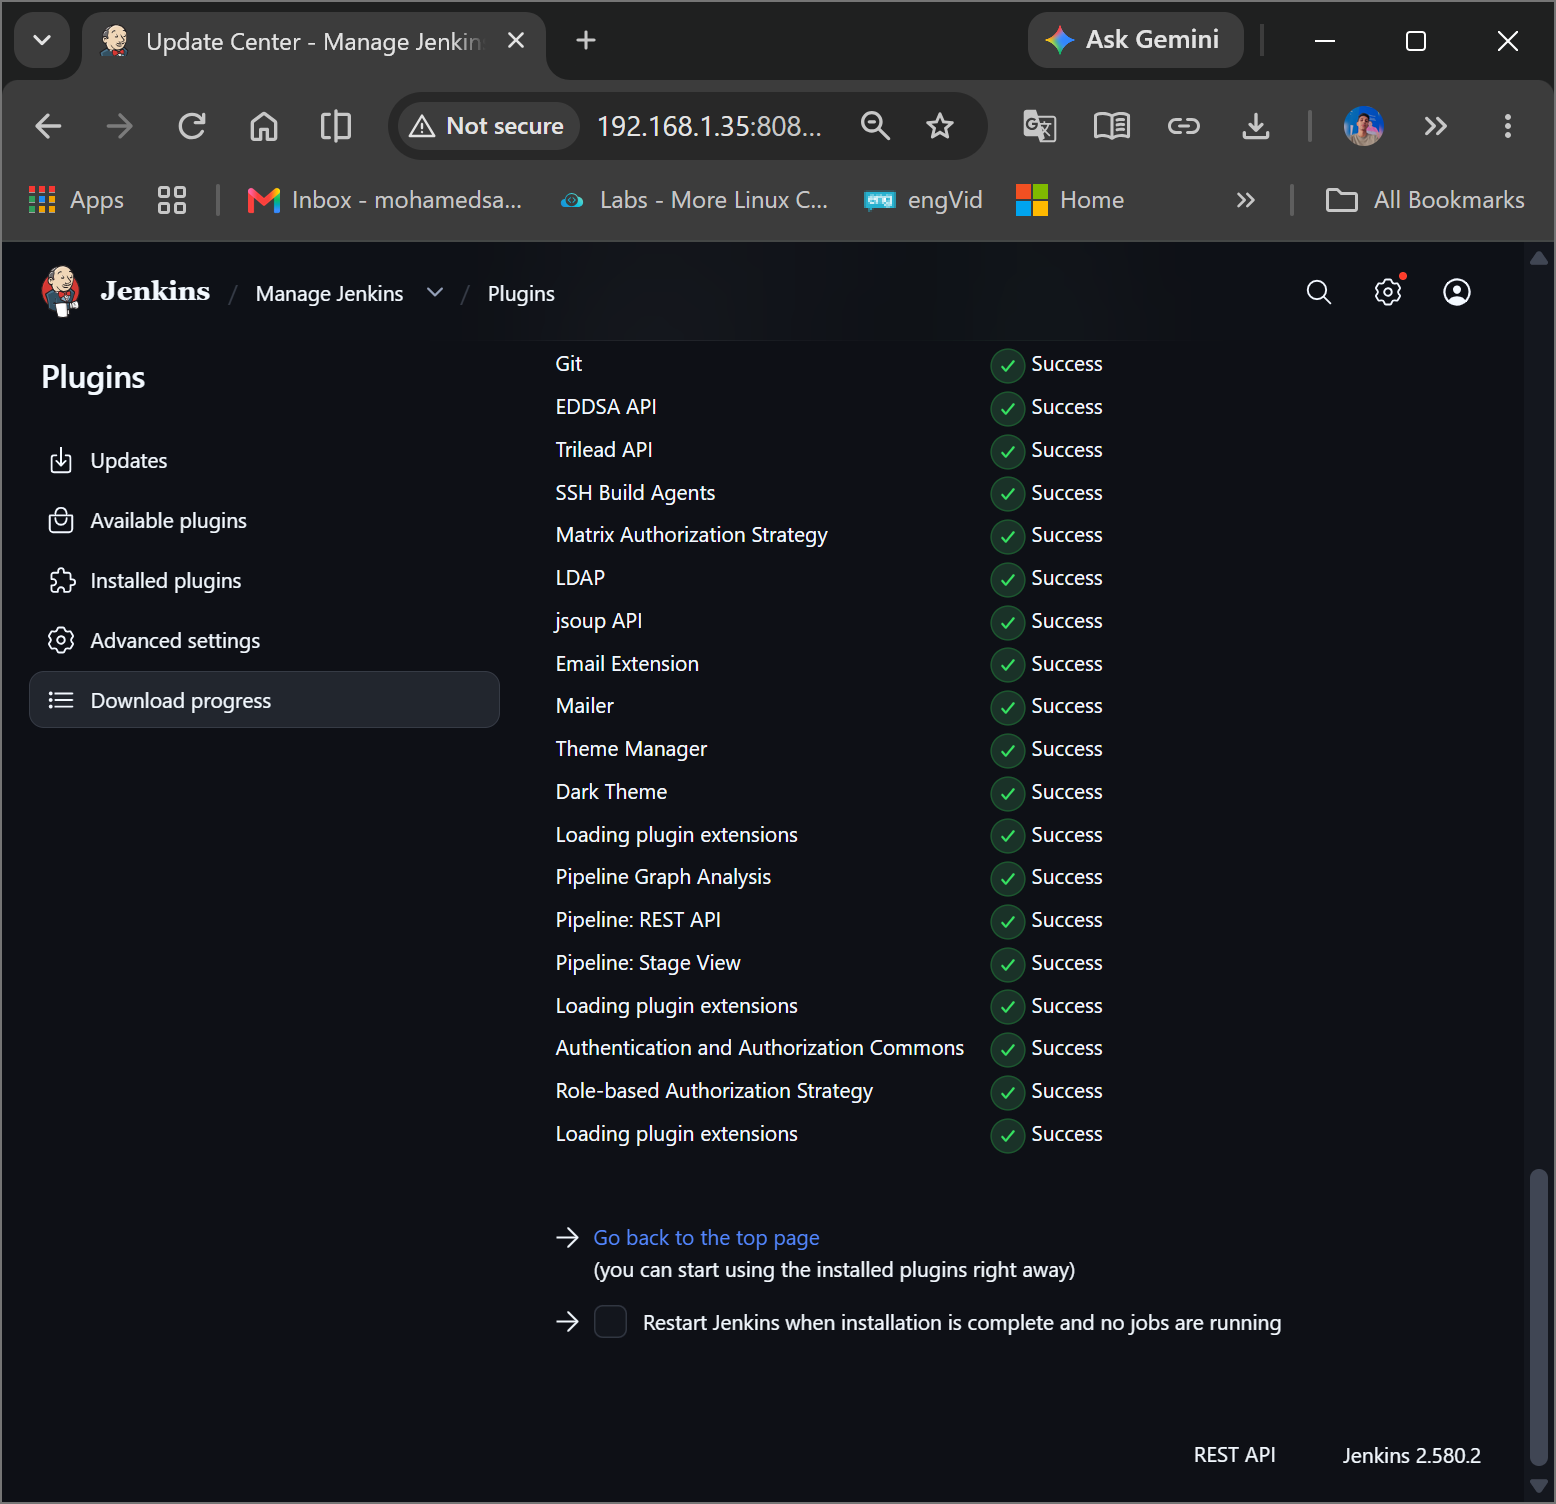 Update Center - Manage Jenkin
Ask Gemini
Not secure 192.168.1.35:808...
Apps Inbox - mohamedsa... Labs - More Linux C... engVid Home All Bookmarks
Jenkins / Manage Jenkins / Plugins
Plugins
Updates
Available plugins
Installed plugins
Advanced settings
Download progress
Git Success
EDDSA API Success
Trilead API Success
SSH Build Agents Success
Matrix Authorization Strategy Success
LDAP Success
jsoup API Success
Email Extension Success
Mailer Success
Theme Manager Success
Dark Theme Success
Loading plugin extensions Success
Pipeline Graph Analysis Success
Pipeline: REST API Success
Pipeline: Stage View Success
Loading plugin extensions Success
Authentication and Authorization Commons Success
Role-based Authorization Strategy Success
Loading plugin extensions Success
Go back to the top page
(you can start using the installed plugins right away)
Restart Jenkins when installation is complete and no jobs are running
REST API Jenkins 2.580.2